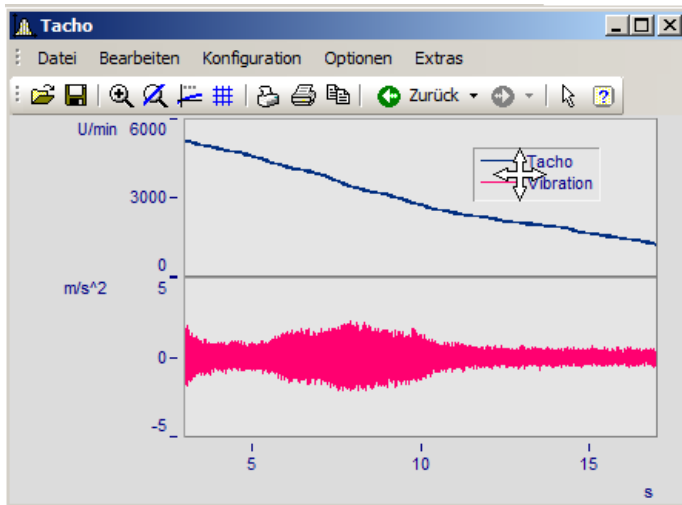 Tacho
Datei Bearbeiten Konfiguration Optionen Extras
Zurück
U/min 6000
3000
0
Tacho
Vibration
m/s^2 5
0
-5
5 10 15
s